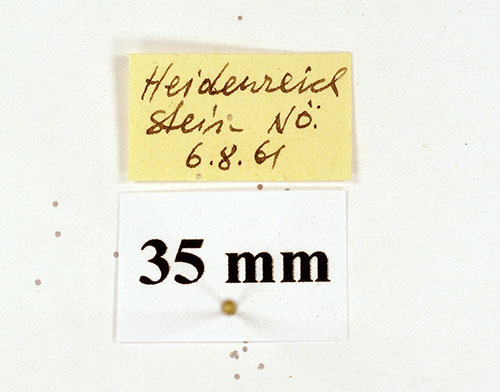 Heidenreich
stein NÖ.
6.8.61
35 mm